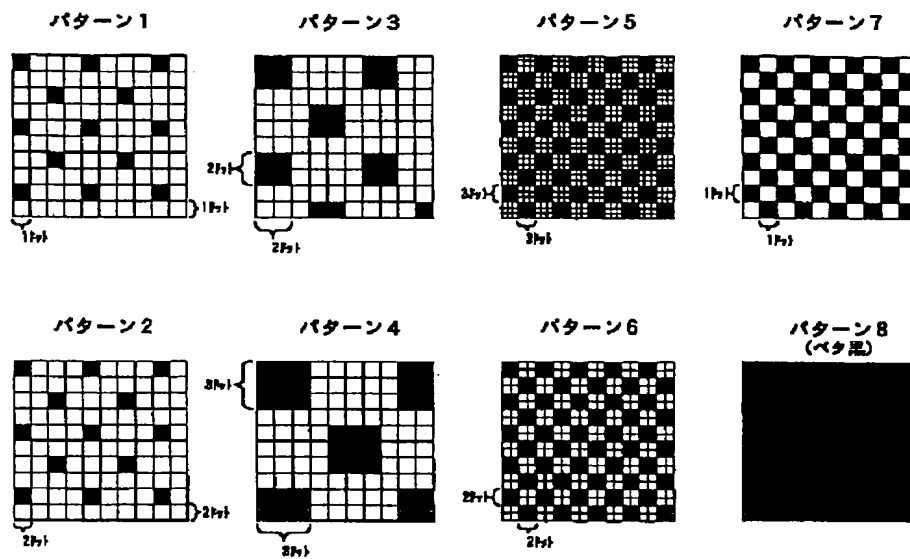 パターン1
パターン3
パターン5
パターン7
2ドット
1ドット
1ドット
2ドット
3ドット
3ドット
1ドット
1ドット
パターン2
パターン4
パターン6
パターン8
(ベタ黒)
3ドット
2ドット
2ドット
3ドット
2ドット
2ドット